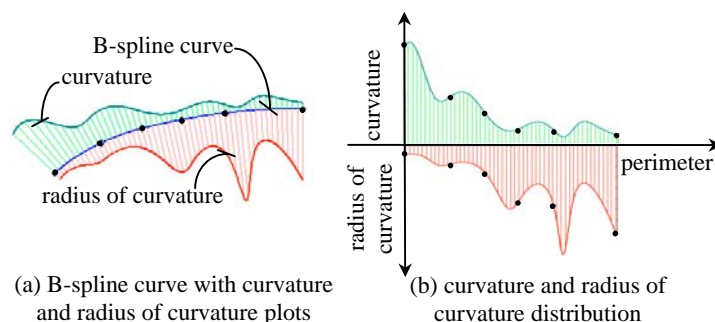 B-spline curve
curvature
radius of curvature
(a) B-spline curve with curvature
and radius of curvature plots
curvature
radius of
curvature
perimeter
(b) curvature and radius of
curvature distribution